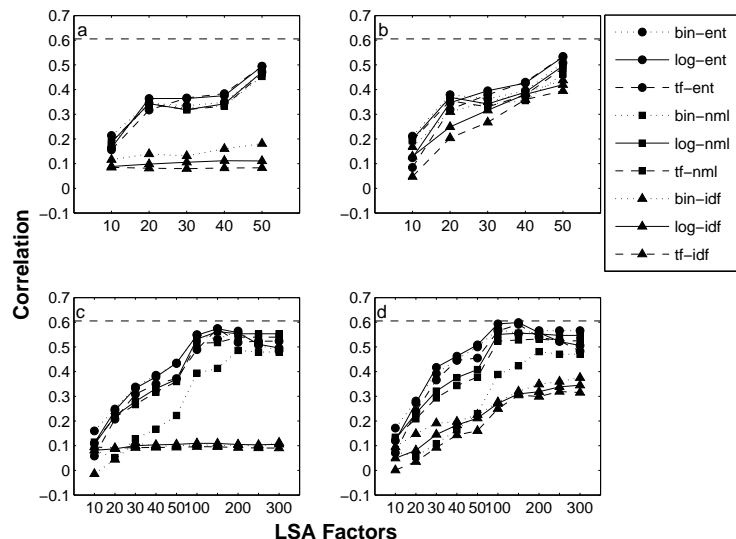 a
0.7
0.6
0.5
0.4
0.3
0.2
0.1
0
−0.1
10 20 30 40 50
b
0.7
0.6
0.5
0.4
0.3
0.2
0.1
0
−0.1
10 20 30 40 50
bin−ent
log−ent
tf−ent
bin−nml
log−nml
tf−nml
bin−idf
log−idf
tf−idf
Correlation
c
0.7
0.6
0.5
0.4
0.3
0.2
0.1
0
−0.1
10 20 30 40 50 100 200 300
d
0.7
0.6
0.5
0.4
0.3
0.2
0.1
0
−0.1
10 20 30 40 50 100 200 300
LSA Factors